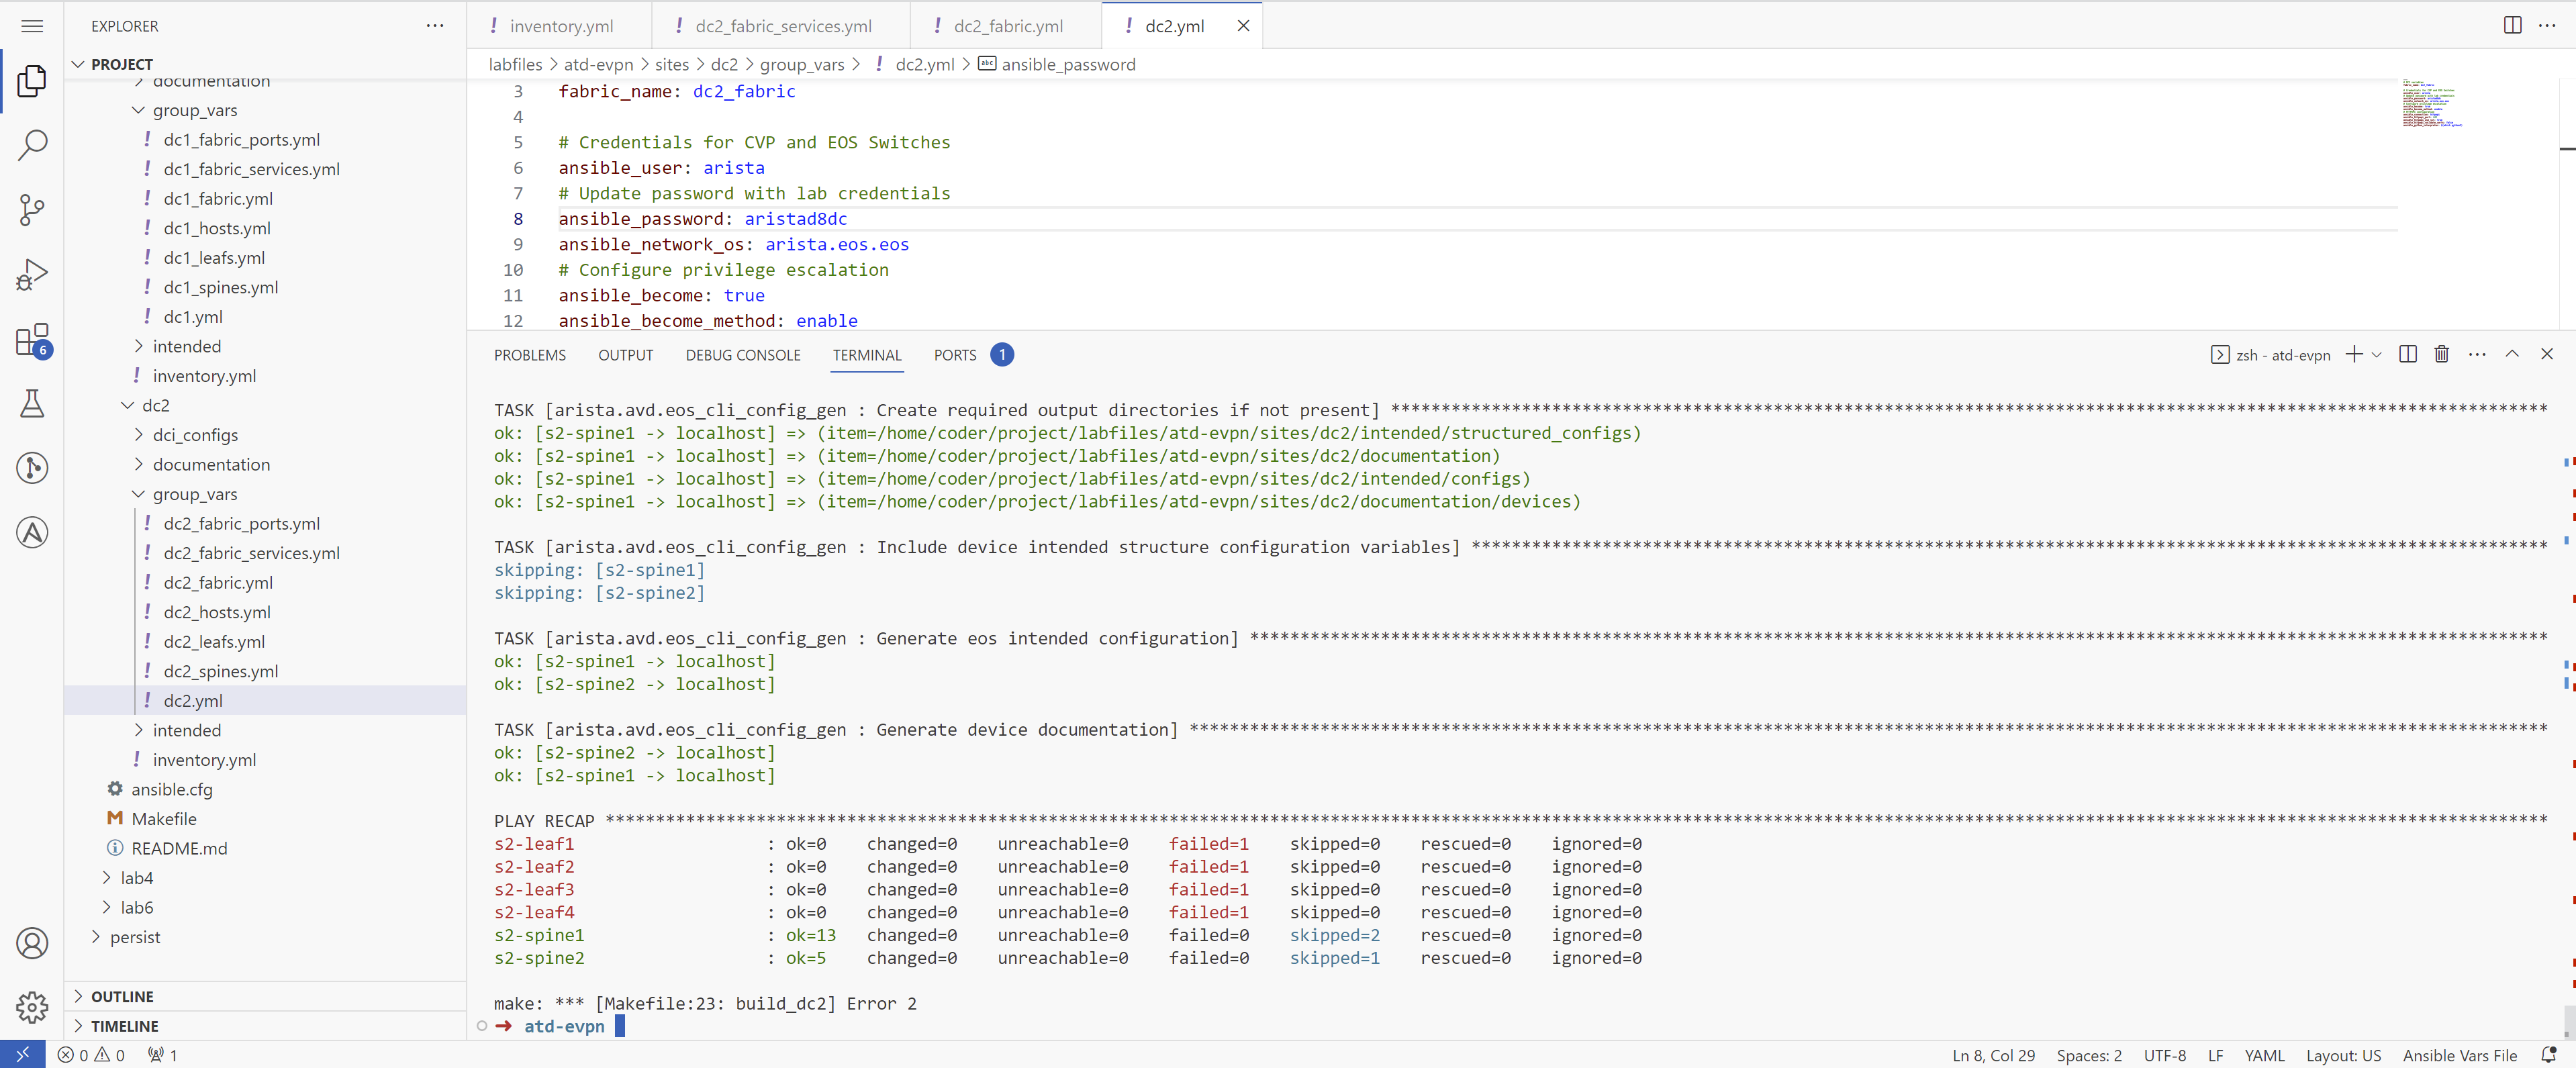 EXPLORER
PROJECT
documentation
group_vars
dc1_fabric_ports.yml
dc1_fabric_services.yml
dc1_fabric.yml
dc1_hosts.yml
dc1_leafs.yml
dc1_spines.yml
dc1.yml
intended
inventory.yml
dc2
dci_configs
documentation
group_vars
dc2_fabric_ports.yml
dc2_fabric_services.yml
dc2_fabric.yml
dc2_hosts.yml
dc2_leafs.yml
dc2_spines.yml
dc2.yml
intended
inventory.yml
ansible.cfg
Makefile
README.md
lab4
lab6
persist
OUTLINE
TIMELINE
6
inventory.yml dc2_fabric_services.yml dc2_fabric.yml dc2.yml
labfiles > atd-evpn > sites > dc2 > group_vars > ! dc2.yml > abc ansible_password
3 fabric_name: dc2_fabric
4
5 # Credentials for CVP and EOS Switches
6 ansible_user: arista
7 # Update password with lab credentials
8 ansible_password: aristad8dc
9 ansible_network_os: arista.eos.eos
10 # Configure privilege escalation
11 ansible_become: true
12 ansible_become_method: enable
PROBLEMS OUTPUT DEBUG CONSOLE TERMINAL PORTS 1
zsh - atd-evpn
TASK [arista.avd.eos_cli_config_gen : Create required output directories if not present] ****
ok: [s2-spine1 -> localhost] => (item=/home/coder/project/labfiles/atd-evpn/sites/dc2/intended/structured_configs)
ok: [s2-spine1 -> localhost] => (item=/home/coder/project/labfiles/atd-evpn/sites/dc2/documentation)
ok: [s2-spine1 -> localhost] => (item=/home/coder/project/labfiles/atd-evpn/sites/dc2/intended/configs)
ok: [s2-spine1 -> localhost] => (item=/home/coder/project/labfiles/atd-evpn/sites/dc2/documentation/devices)
TASK [arista.avd.eos_cli_config_gen : Include device intended structure configuration variables] ****
skipping: [s2-spine1]
skipping: [s2-spine2]
TASK [arista.avd.eos_cli_config_gen : Generate eos intended configuration] ****
ok: [s2-spine1 -> localhost]
ok: [s2-spine2 -> localhost]
TASK [arista.avd.eos_cli_config_gen : Generate device documentation] ****
ok: [s2-spine2 -> localhost]
ok: [s2-spine1 -> localhost]
PLAY RECAP ****
s2-leaf1 : ok=0 changed=0 unreachable=0 failed=1 skipped=0 rescued=0 ignored=0
s2-leaf2 : ok=0 changed=0 unreachable=0 failed=1 skipped=0 rescued=0 ignored=0
s2-leaf3 : ok=0 changed=0 unreachable=0 failed=1 skipped=0 rescued=0 ignored=0
s2-leaf4 : ok=0 changed=0 unreachable=0 failed=1 skipped=0 rescued=0 ignored=0
s2-spine1 : ok=13 changed=0 unreachable=0 failed=0 skipped=2 rescued=0 ignored=0
s2-spine2 : ok=5 changed=0 unreachable=0 failed=0 skipped=1 rescued=0 ignored=0
make: *** [Makefile:23: build_dc2] Error 2
➜ atd-evpn
0 0 1
Ln 8, Col 29 Spaces: 2 UTF-8 LF YAML Layout: US Ansible Vars File